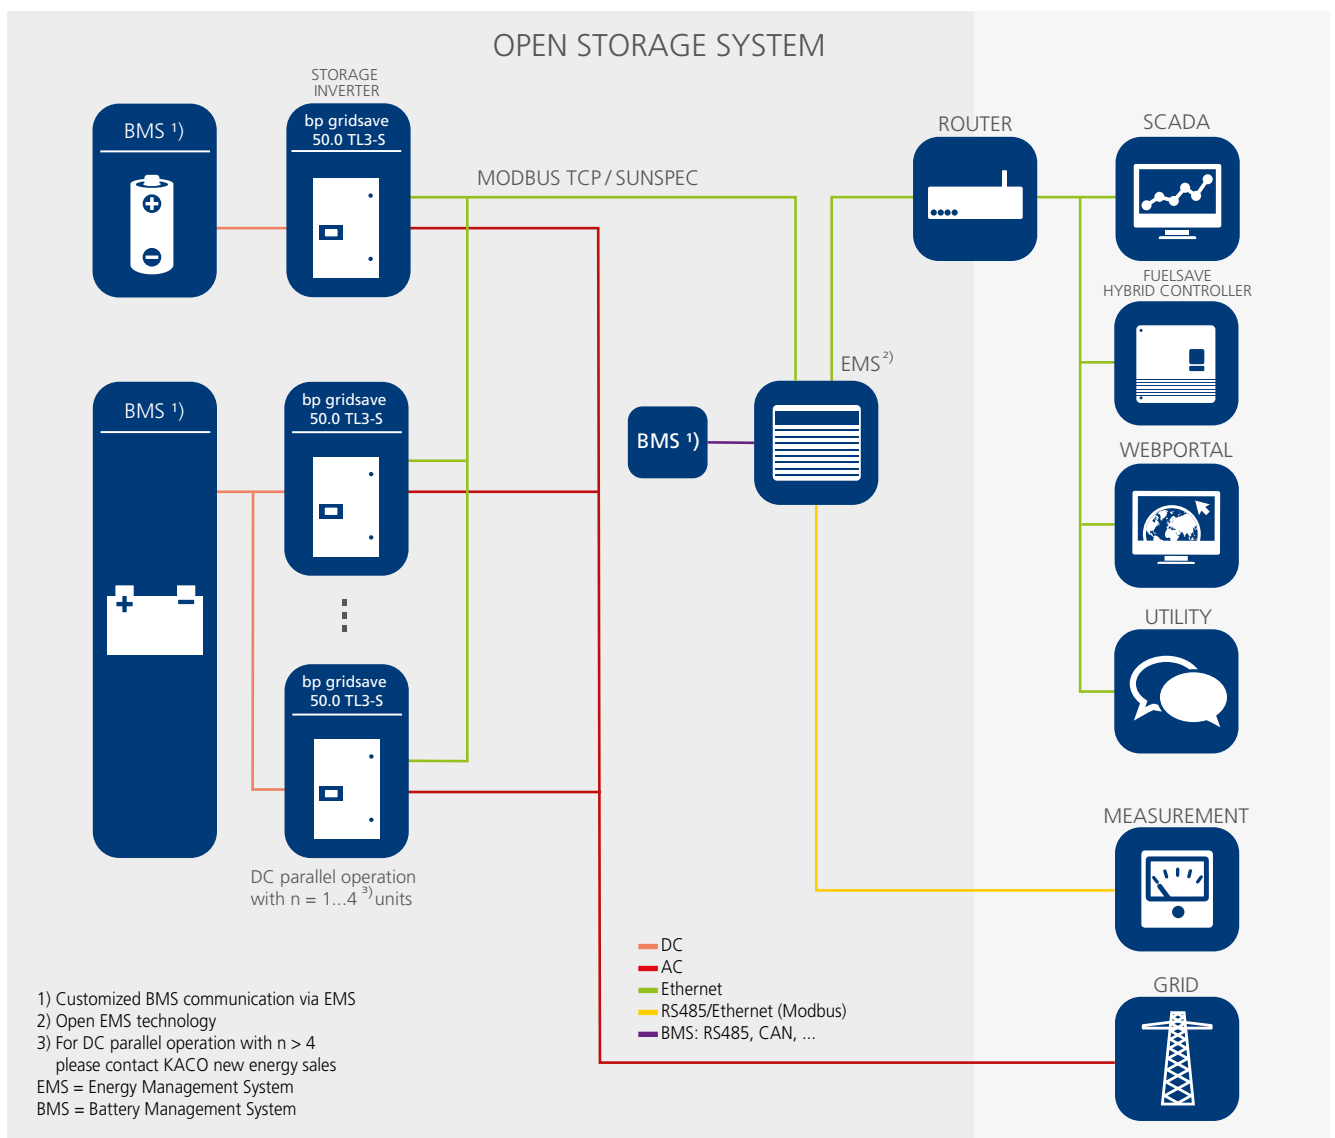 OPEN STORAGE SYSTEM
STORAGE
INVERTER
BMS ¹)
bp gridsave
50.0 TL3-S
MODBUS TCP / SUNSPEC
ROUTER
SCADA
FUELSAVE
HYBRID CONTROLLER
EMS²)
BMS ¹)
bp gridsave
50.0 TL3-S
BMS ¹)
WEBPORTAL
UTILITY
bp gridsave
50.0 TL3-S
MEASUREMENT
DC parallel operation
with n = 1...4 ³) units
DC
AC
Ethernet
RS485/Ethernet (Modbus)
BMS: RS485, CAN, ...
GRID
1) Customized BMS communication via EMS
2) Open EMS technology
3) For DC parallel operation with n > 4
please contact KACO new energy sales
EMS = Energy Management System
BMS = Battery Management System